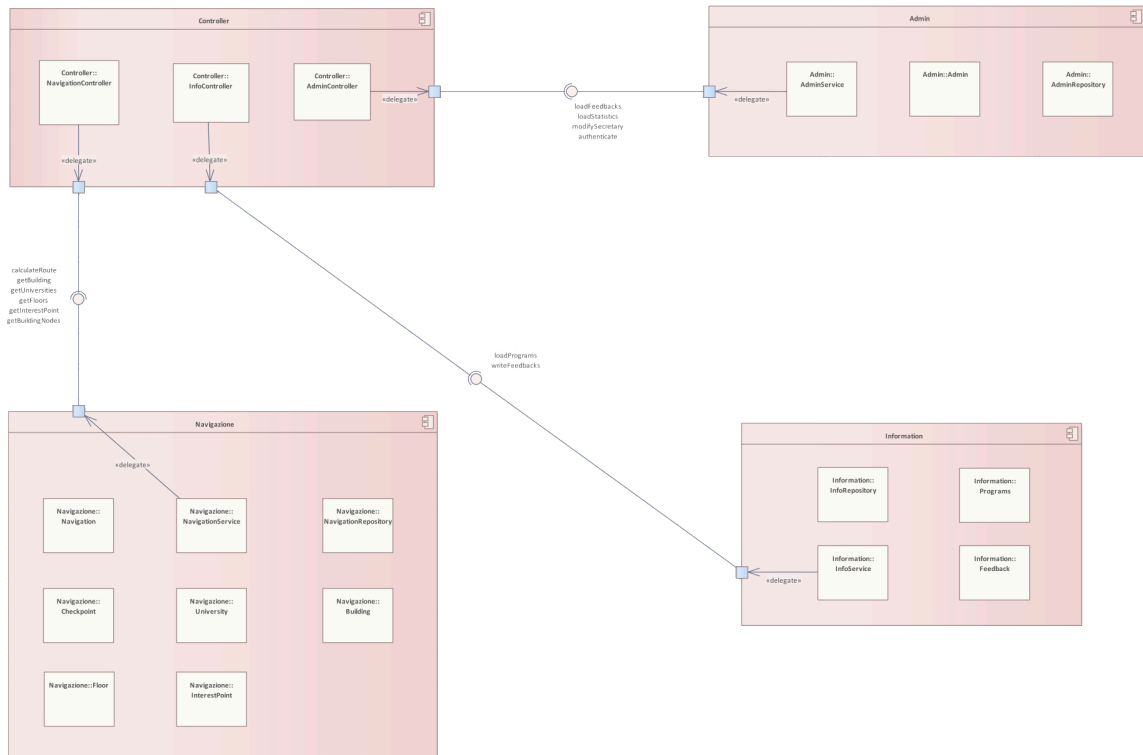 Controller
Controller::
NavigationController
Controller::
InfoController
Controller::
AdminController
«delegate»
«delegate»
«delegate»
loadFeedbacks
loadStatistics
modifySecretary
authenticate
Admin
Admin::
AdminService
Admin::Admin
Admin::
AdminRepository
«delegate»
calculateRoute
getBuilding
getUniversities
getFloors
getInterestPoint
getBuildingNodes
loadPrograms
writeFeedbacks
Navigazione
«delegate»
Navigazione::
Navigation
Navigazione::
NavigationService
Navigazione::
NavigationRepository
Navigazione::
Checkpoint
Navigazione::
University
Navigazione::
Building
Navigazione::Floor
Navigazione::
InterestPoint
Information
Information::
InfoRepository
Information::
Programs
Information::
InfoService
Information::
Feedback
«delegate»